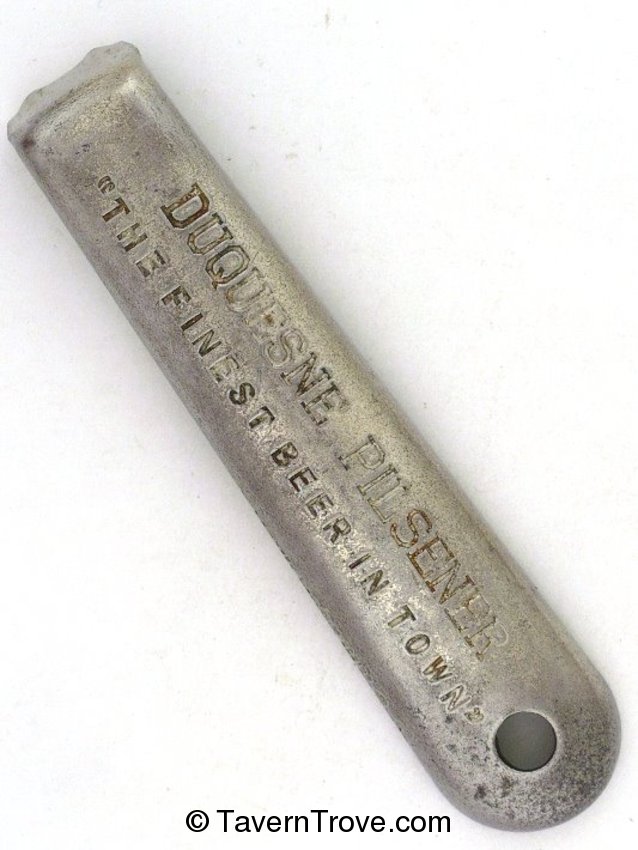 DUQUESNE PILSENER
"THE FINEST BEER IN TOWN"
© TavernTrove.com